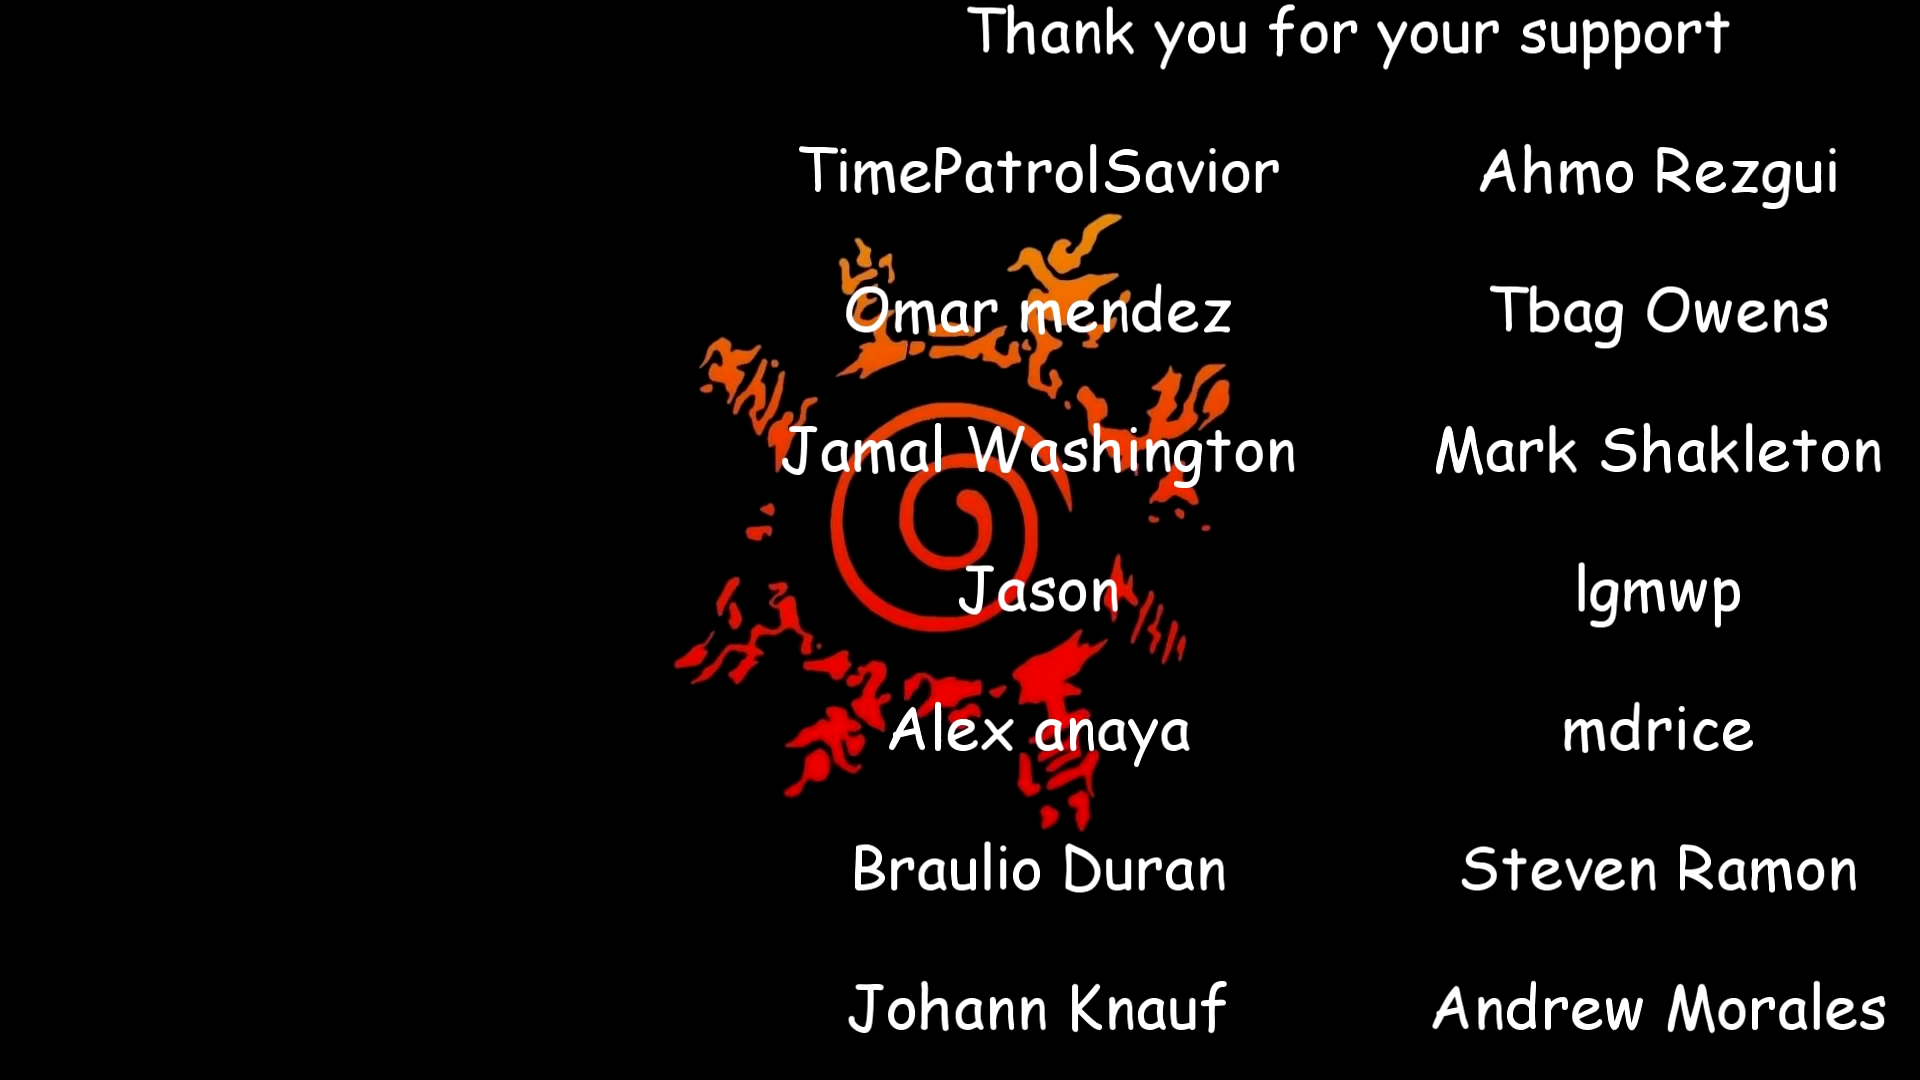 Thank you for your support
TimePatrolSavior Ahmo Rezgui
Omar mendez Tbag Owens
Jamal Washington Mark Shakleton
Jason lgmwp
Alex anaya mdrice
Braulio Duran Steven Ramon
Johann Knauf Andrew Morales